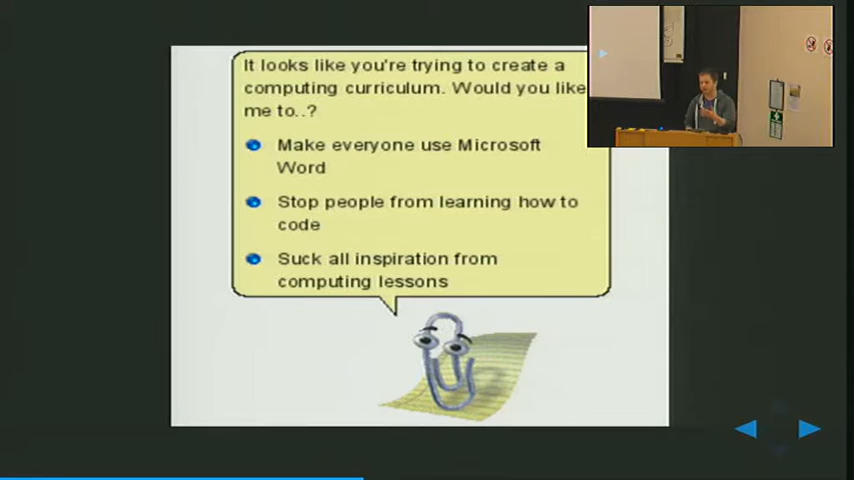 It looks like you're trying to create a
computing curriculum. Would you like
me to..?
Make everyone use Microsoft
Word
Stop people from learning how to
code
Suck all inspiration from
computing lessons